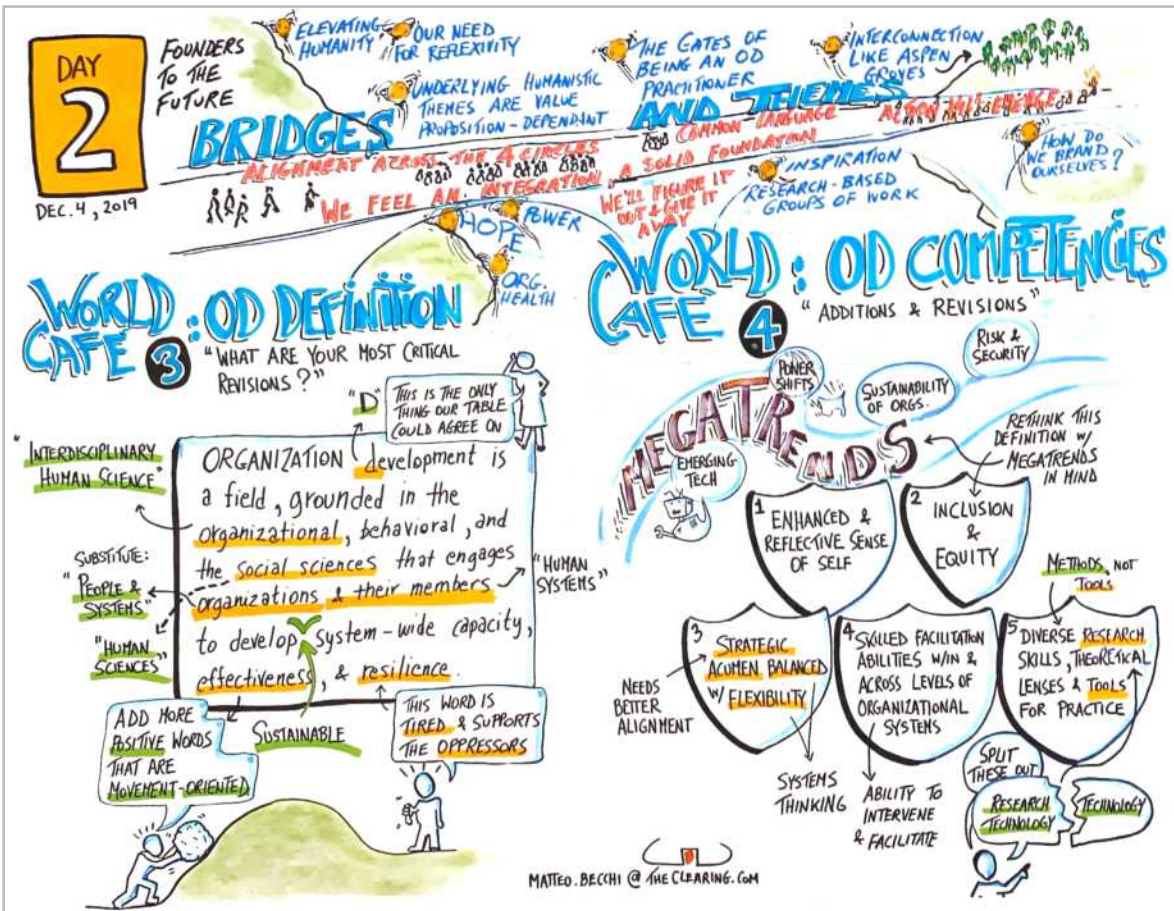 DAY
2
DEC. 4, 2019
FOUNDERS
TO THE
FUTURE
ELEVATING
HUMANITY
OUR NEED
FOR REFLEXIVITY
UNDERLYING HUMANISTIC
THEMES ARE VALUE
PROPOSITION-DEPENDENT
THE GATES OF
BEING AN OD
PRACTITIONER
INTERCONNECTION
LIKE ASPEN
GROVES
BRIDGES
AND THEMES
ALIGNMENT ACROSS THE 4 CIRCLES
COMMON LANGUAGE
ACTION
EMERGE
WE FEEL AN INTEGRATION
A SOLID FOUNDATION
WE'LL FIGURE IT
OUT & GIVE IT
AWAY
INSPIRATION
RESEARCH-BASED
GROUPS OF WORK
HOW DO
WE BRAND
OURSELVES?
HOPE
POWER
ORG.
HEALTH
WORLD
CAFE 3
: OD DEFINITION
"WHAT ARE YOUR MOST CRITICAL
REVISIONS?"
"D"
THIS IS THE ONLY
THING OUR TABLE
COULD AGREE ON
"INTERDISCIPLINARY
HUMAN SCIENCE"
ORGANIZATION development is
a field, grounded in the
organizational, behavioral, and
the social sciences that engages
organizations & their members
to develop system-wide capacity,
effectiveness, & resilience.
SUBSTITUTE:
"PEOPLE &
SYSTEMS"
"HUMAN
SCIENCES"
"HUMAN
SYSTEMS"
ADD MORE
POSITIVE WORDS
THAT ARE
MOVEMENT-ORIENTED
SUSTAINABLE
THIS WORD IS
TIRED & SUPPORTS
THE OPPRESSORS
WORLD
CAFE 4
: OD COMPETENCIES
"ADDITIONS & REVISIONS"
MEGATRENDS
EMERGING
TECH
POWER
SHIFTS
SUSTAINABILITY
OF ORGS.
RISK &
SECURITY
RETHINK THIS
DEFINITION W/
MEGATRENDS
IN MIND
1
ENHANCED &
REFLECTIVE SENSE
OF SELF
2
INCLUSION
&
EQUITY
3
STRATEGIC
ACUMEN BALANCED
W/ FLEXIBILITY
NEEDS
BETTER
ALIGNMENT
SYSTEMS
THINKING
4
SKILLED FACILITATION
ABILITIES W/IN &
ACROSS LEVELS OF
ORGANIZATIONAL
SYSTEMS
ABILITY TO
INTERVENE
& FACILITATE
METHODS, NOT
TOOLS
5
DIVERSE RESEARCH
SKILLS, THEORETICAL
LENSES & TOOLS
FOR PRACTICE
SPLIT
THESE OUT
RESEARCH
TECHNOLOGY
TECHNOLOGY
MATTEO.BECCHI @ THECLEARING.COM